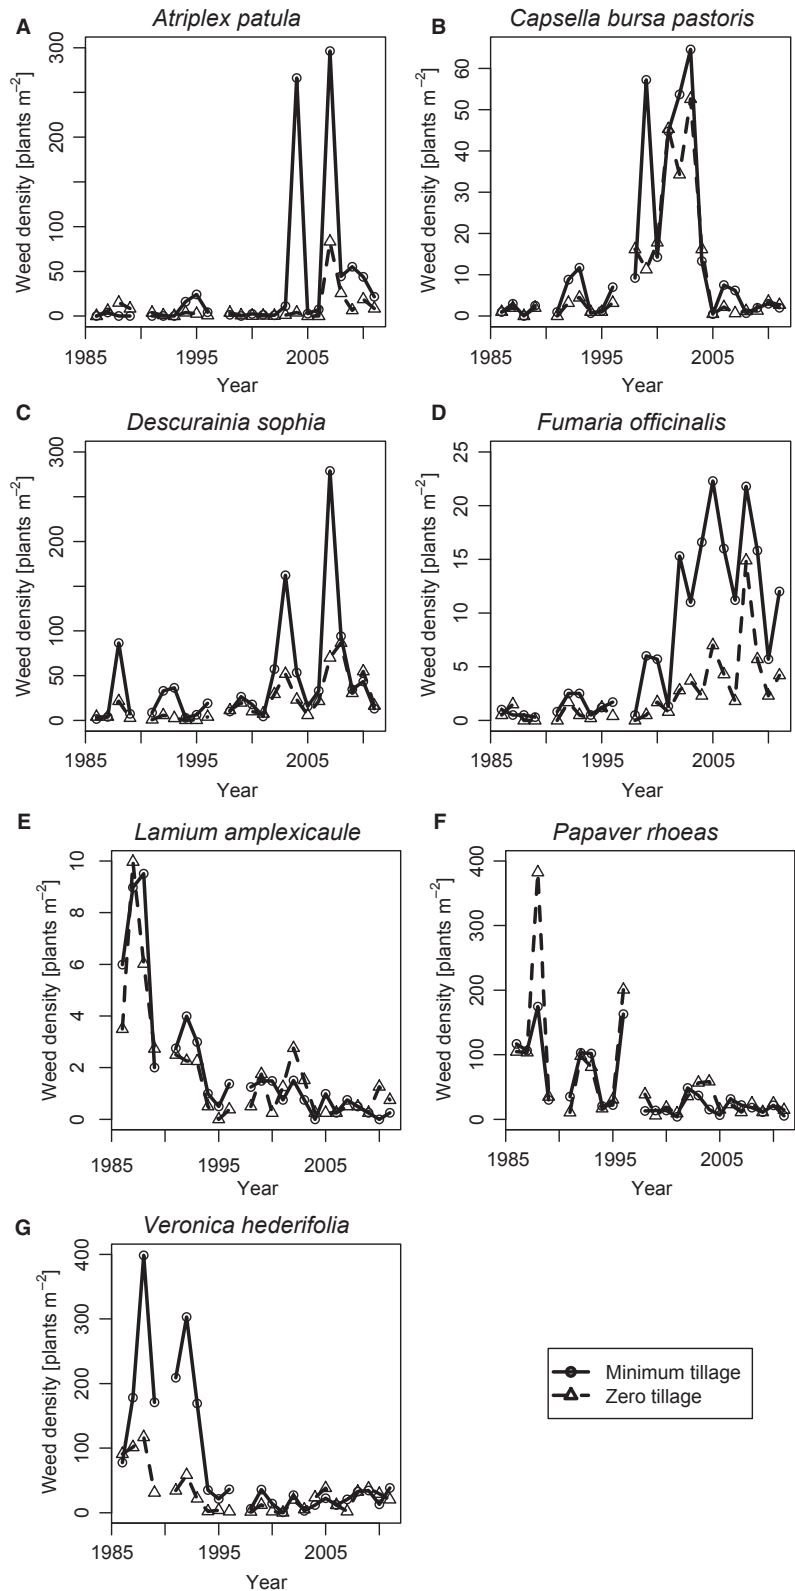 A
Atriplex patula
Weed density [plants m−2]
0
50
100
200
300
1985
1995
2005
Year
B
Capsella bursa pastoris
Weed density [plants m−2]
0
10
20
30
40
50
60
1985
1995
2005
Year
C
Descurainia sophia
Weed density [plants m−2]
0
50
100
200
300
1985
1995
2005
Year
D
Fumaria officinalis
Weed density [plants m−2]
0
5
10
15
20
25
1985
1995
2005
Year
E
Lamium amplexicaule
Weed density [plants m−2]
0
2
4
6
8
10
1985
1995
2005
Year
F
Papaver rhoeas
Weed density [plants m−2]
0
100
200
300
400
1985
1995
2005
Year
G
Veronica hederifolia
Weed density [plants m−2]
0
100
200
300
400
1985
1995
2005
Year
Minimum tillage
Zero tillage